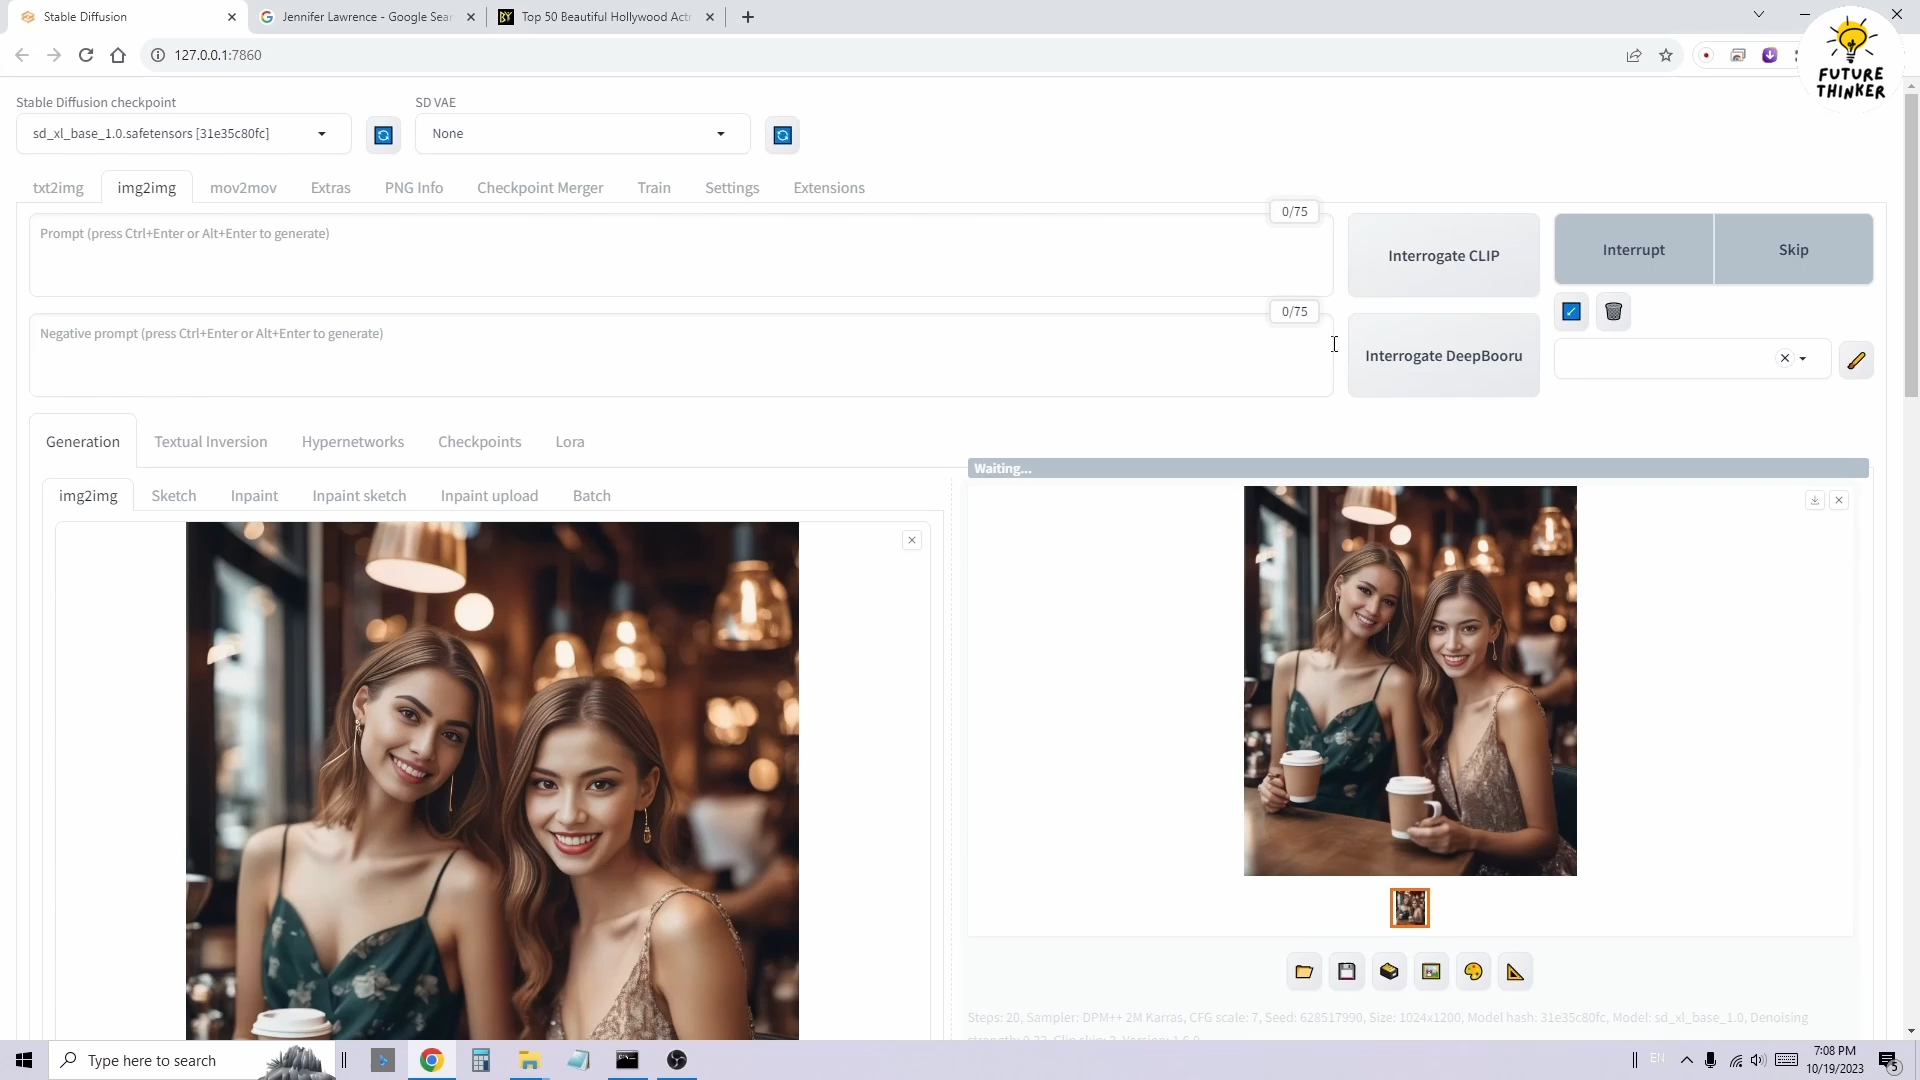 Stable Diffusion
Jennifer Lawrence - Google Sear
BY
Top 50 Beautiful Hollywood Actr
127.0.0.1:7860
FUTURE
THINKER
Stable Diffusion checkpoint
SD VAE
sd_xl_base_1.0.safetensors [31e35c80fc]
None
txt2img
img2img
mov2mov
Extras
PNG Info
Checkpoint Merger
Train
Settings
Extensions
0/75
Prompt (press Ctrl+Enter or Alt+Enter to generate)
Interrogate CLIP
Interrupt
Skip
0/75
Negative prompt (press Ctrl+Enter or Alt+Enter to generate)
Interrogate DeepBooru
Generation
Textual Inversion
Hypernetworks
Checkpoints
Lora
Waiting...
img2img
Sketch
Inpaint
Inpaint sketch
Inpaint upload
Batch
Steps: 20, Sampler: DPM++ 2M Karras, CFG scale: 7, Seed: 628517990, Size: 1024x1200, Model hash: 31e35c80fc, Model: sd_xl_base_1.0, Denoising
Type here to search
EN
7:08 PM
10/19/2023
5